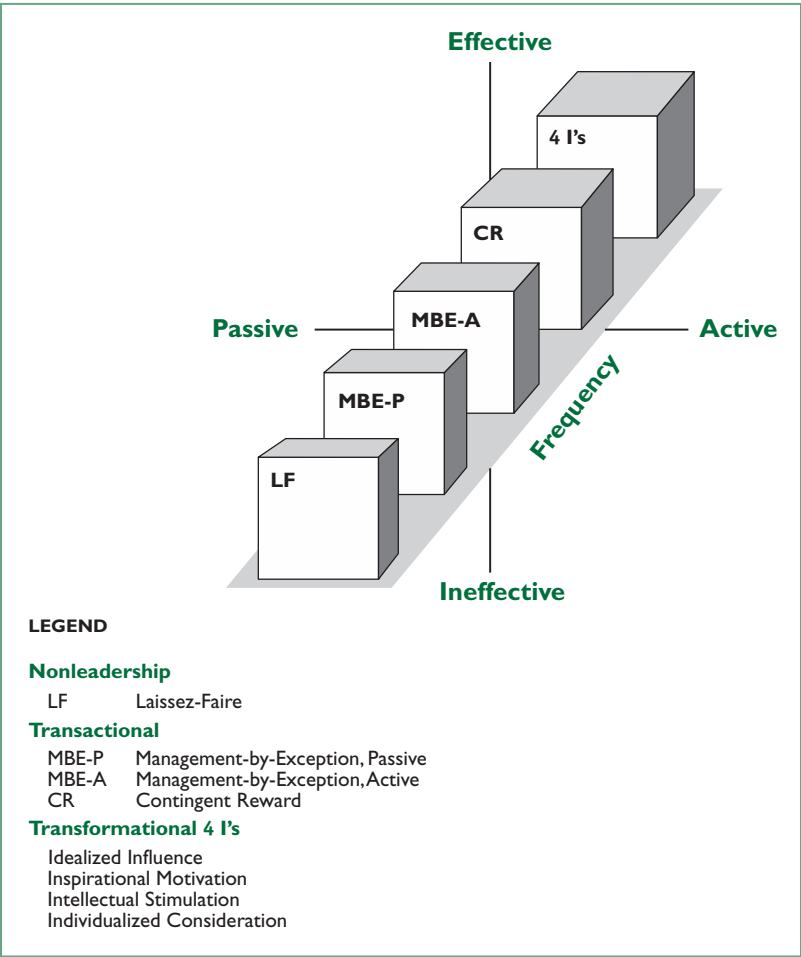 Effective
4 I’s
CR
MBE-A
Passive
Active
MBE-P
Frequency
LF
Ineffective
LEGEND
Nonleadership
LF Laissez-Faire
Transactional
MBE-P Management-by-Exception, Passive
MBE-A Management-by-Exception, Active
CR Contingent Reward
Transformational 4 I’s
Idealized Influence
Inspirational Motivation
Intellectual Stimulation
Individualized Consideration